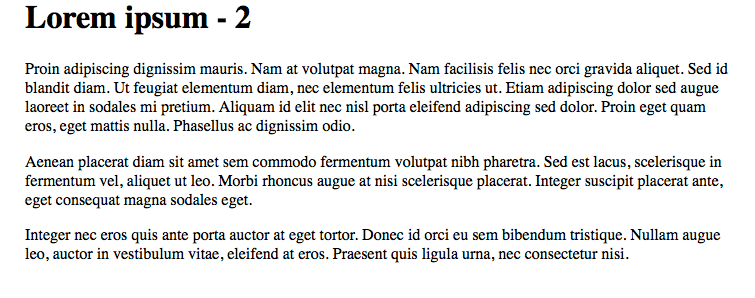 Lorem ipsum - 2
Proin adipiscing dignissim mauris. Nam at volutpat magna. Nam facilisis felis nec orci gravida aliquet. Sed id
blandit diam. Ut feugiat elementum diam, nec elementum felis ultricies ut. Etiam adipiscing dolor sed augue
laoreet in sodales mi pretium. Aliquam id elit nec nisl porta eleifend adipiscing sed dolor. Proin eget quam
eros, eget mattis nulla. Phasellus ac dignissim odio.
Aenean placerat diam sit amet sem commodo fermentum volutpat nibh pharetra. Sed est lacus, scelerisque in
fermentum vel, aliquet ut leo. Morbi rhoncus augue at nisi scelerisque placerat. Integer suscipit placerat ante,
eget consequat magna sodales eget.
Integer nec eros quis ante porta auctor at eget tortor. Donec id orci eu sem bibendum tristique. Nullam augue
leo, auctor in vestibulum vitae, eleifend at eros. Praesent quis ligula urna, nec consectetur nisi.